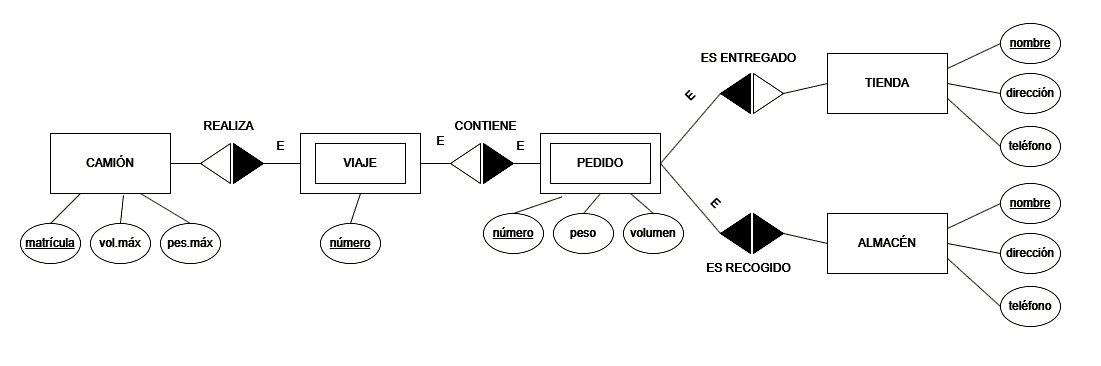 nombre
ES ENTREGADO
TIENDA
dirección
E
REALIZA
CONTIENE
teléfono
E
E
E
CAMIÓN
VIAJE
PEDIDO
nombre
E
matrícula
vol.máx
pes.máx
número
número
peso
volumen
ALMACÉN
dirección
ES RECOGIDO
teléfono